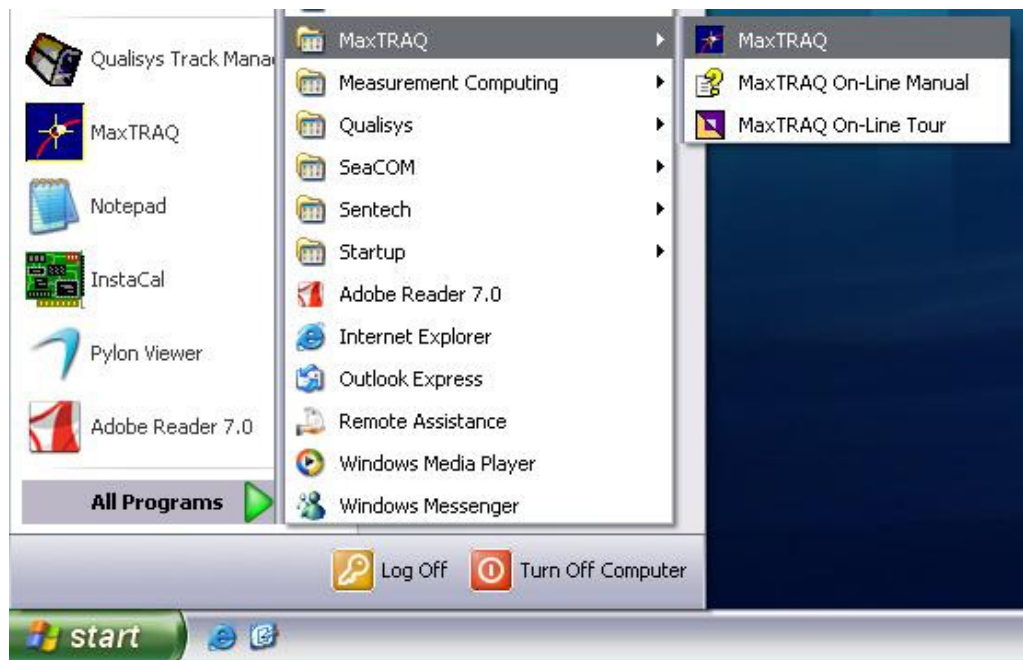 Qualisys Track Mana
MaxTRAQ
Notepad
InstaCal
Pylon Viewer
Adobe Reader 7.0
All Programs
MaxTRAQ
Measurement Computing
Qualisys
SeaCOM
Sentech
Startup
Adobe Reader 7.0
Internet Explorer
Outlook Express
Remote Assistance
Windows Media Player
Windows Messenger
MaxTRAQ
MaxTRAQ On-Line Manual
MaxTRAQ On-Line Tour
Log Off
Turn Off Computer
start